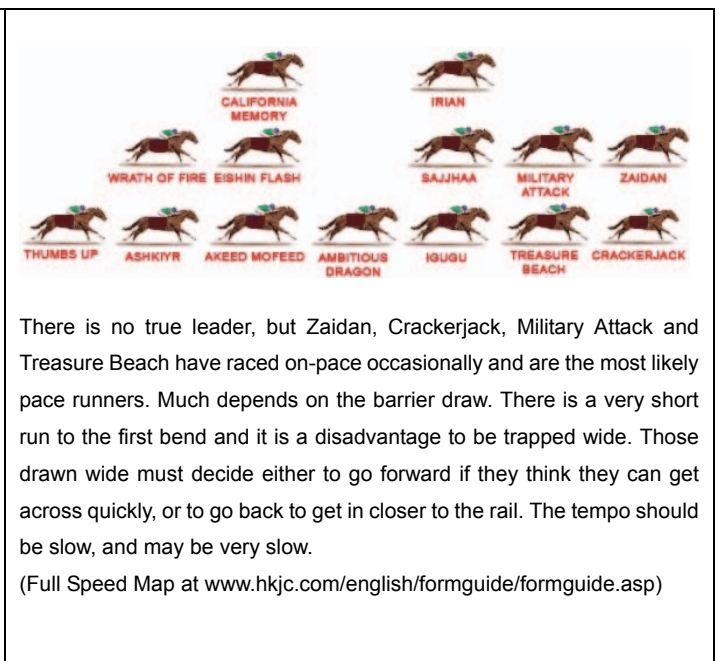 CALIFORNIA MEMORY
IRIAN
WRATH OF FIRE
EISHIN FLASH
SAJJHAA
MILITARY ATTACK
ZAIDAN
THUMBS UP
ASHKIYR
AKEED MOFEED
AMBITIOUS DRAGON
IGUGU
TREASURE BEACH
CRACKERJACK
There is no true leader, but Zaidan, Crackerjack, Military Attack and
Treasure Beach have raced on-pace occasionally and are the most likely
pace runners. Much depends on the barrier draw. There is a very short
run to the first bend and it is a disadvantage to be trapped wide. Those
drawn wide must decide either to go forward if they think they can get
across quickly, or to go back to get in closer to the rail. The tempo should
be slow, and may be very slow.
(Full Speed Map at www.hkjc.com/english/formguide/formguide.asp)